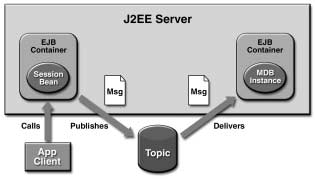 J2EE Server
EJB
Container
Session
Bean
Msg
Msg
EJB
Container
MDB
Instance
Calls
Publishes
Delivers
App
Client
Topic